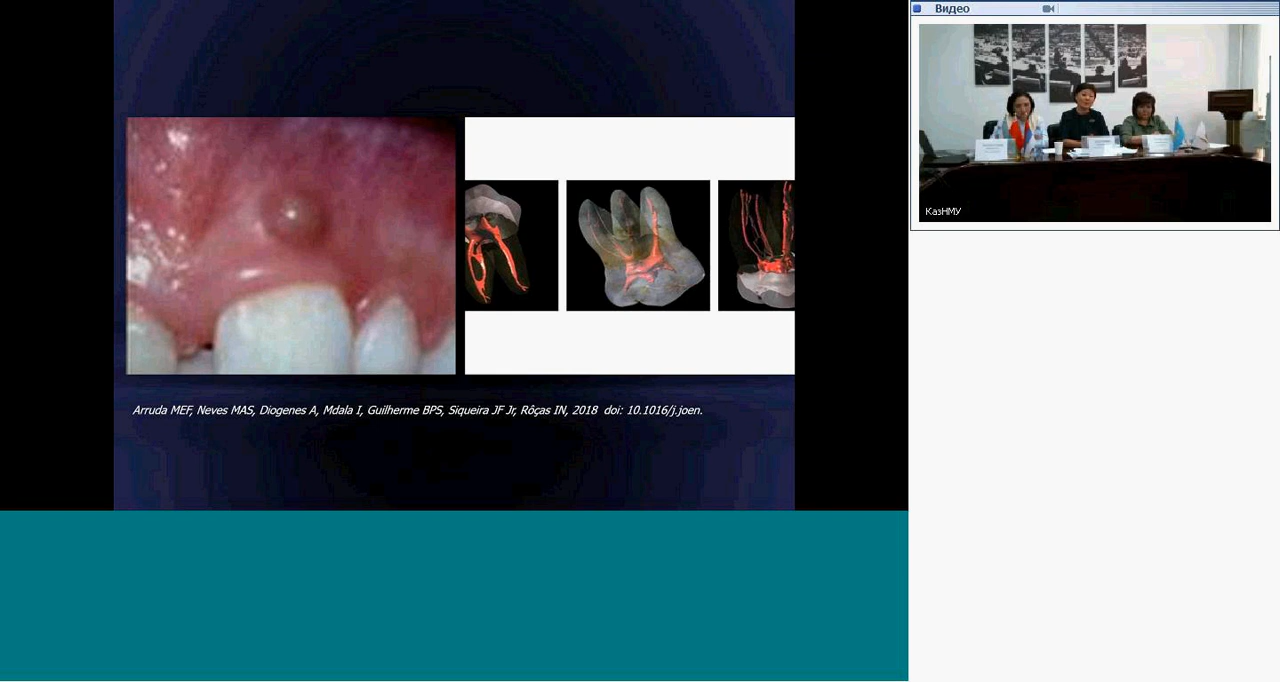 Видео
КазНМУ
Arruda MEF, Neves MAS, Diogenes A, Mdala I, Guilherme BPS, Siqueira JF Jr, Rôças IN, 2018  doi: 10.1016/j.joen.